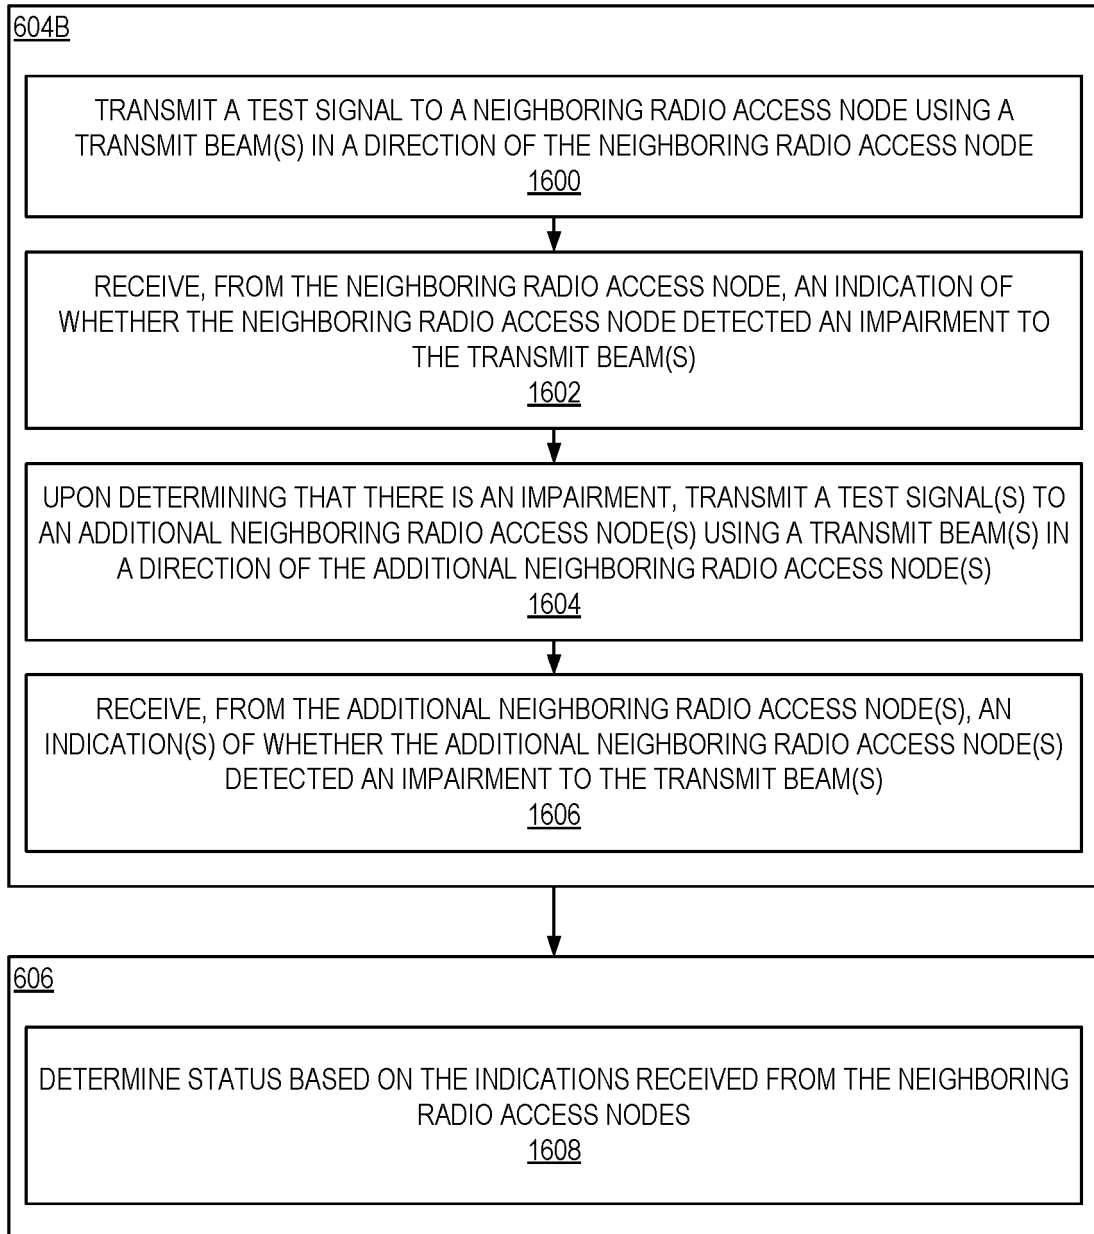 604B
TRANSMIT A TEST SIGNAL TO A NEIGHBORING RADIO ACCESS NODE USING A
TRANSMIT BEAM(S) IN A DIRECTION OF THE NEIGHBORING RADIO ACCESS NODE
1600
RECEIVE, FROM THE NEIGHBORING RADIO ACCESS NODE, AN INDICATION OF
WHETHER THE NEIGHBORING RADIO ACCESS NODE DETECTED AN IMPAIRMENT TO
THE TRANSMIT BEAM(S)
1602
UPON DETERMINING THAT THERE IS AN IMPAIRMENT, TRANSMIT A TEST SIGNAL(S) TO
AN ADDITIONAL NEIGHBORING RADIO ACCESS NODE(S) USING A TRANSMIT BEAM(S) IN
A DIRECTION OF THE ADDITIONAL NEIGHBORING RADIO ACCESS NODE(S)
1604
RECEIVE, FROM THE ADDITIONAL NEIGHBORING RADIO ACCESS NODE(S), AN
INDICATION(S) OF WHETHER THE ADDITIONAL NEIGHBORING RADIO ACCESS NODE(S)
DETECTED AN IMPAIRMENT TO THE TRANSMIT BEAM(S)
1606
606
DETERMINE STATUS BASED ON THE INDICATIONS RECEIVED FROM THE NEIGHBORING
RADIO ACCESS NODES
1608